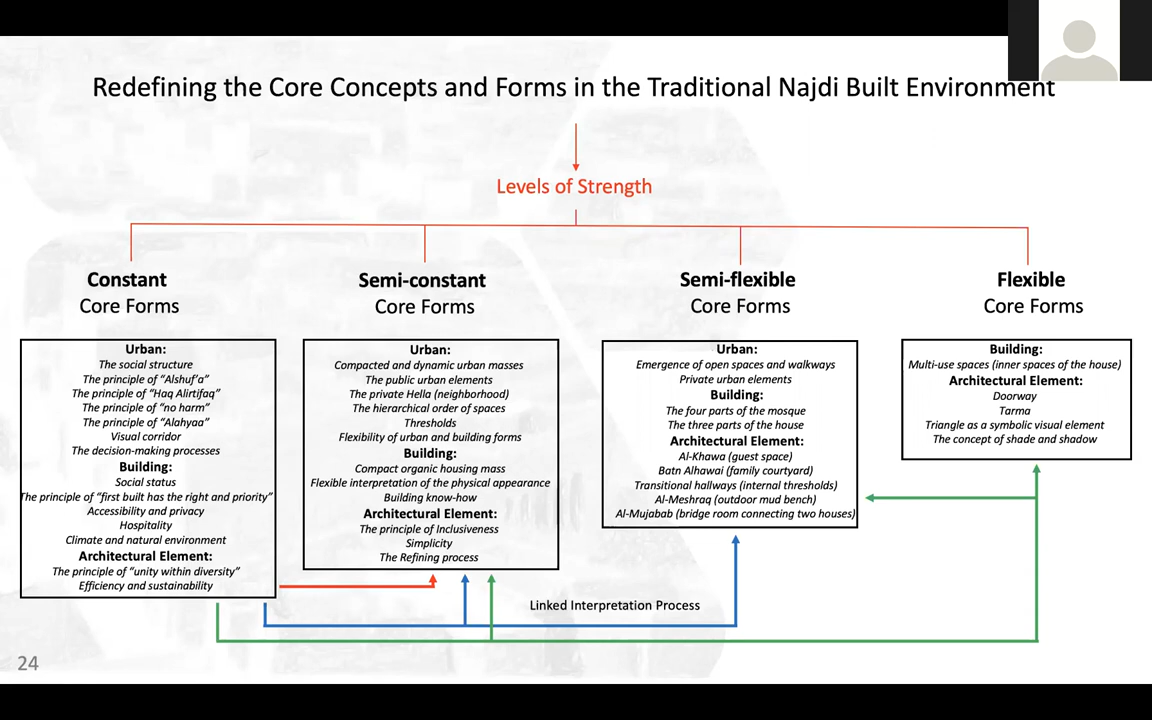 Redefining the Core Concepts and Forms in the Traditional Najdi Built Environment
Levels of Strength
Constant
Core Forms
Urban:
The social structure
The principle of “Alshuf’a”
The principle of “Haq Alirtifaq”
The principle of “no harm”
The principle of “Alahyaa”
Visual corridor
The decision-making processes
Building:
Social status
The principle of “first built has the right and priority”
Accessibility and privacy
Hospitality
Climate and natural environment
Architectural Element:
The principle of “unity within diversity”
Efficiency and sustainability
Semi-constant
Core Forms
Urban:
Compacted and dynamic urban masses
The public urban elements
The private Hella (neighborhood)
The hierarchical order of spaces
Thresholds
Flexibility of urban and building forms
Building:
Compact organic housing mass
Flexible interpretation of the physical appearance
Building know-how
Architectural Element:
The principle of Inclusiveness
Simplicity
The Refining process
Semi-flexible
Core Forms
Urban:
Emergence of open spaces and walkways
Private urban elements
Building:
The four parts of the mosque
The three parts of the house
Architectural Element:
Al-Khawa (guest space)
Batn Alhawai (family courtyard)
Transitional hallways (internal thresholds)
Al-Meshraq (outdoor mud bench)
Al-Mujabab (bridge room connecting two houses)
Flexible
Core Forms
Building:
Multi-use spaces (inner spaces of the house)
Architectural Element:
Doorway
Tarma
Triangle as a symbolic visual element
The concept of shade and shadow
Linked Interpretation Process
24